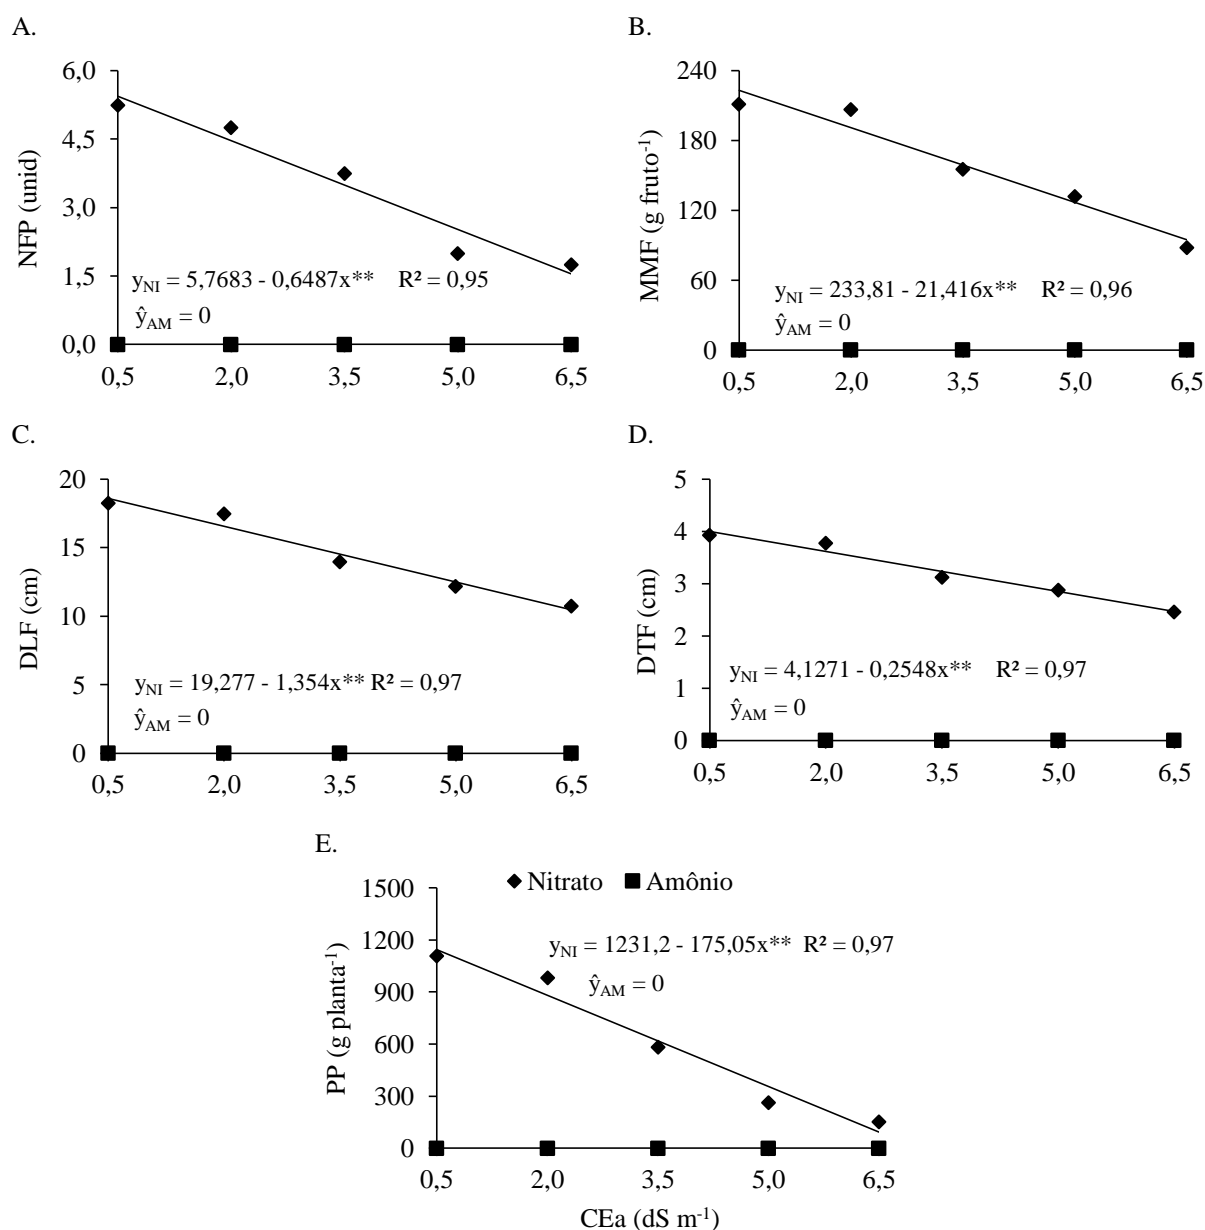 A.
NFP (unid)
6,0
4,5
3,0
1,5
0,0
y_NI = 5,7683 - 0,6487x** R² = 0,95
ŷ_AM = 0
0,5 2,0 3,5 5,0 6,5
B.
MMF (g fruto⁻¹)
240
180
120
60
0
y_NI = 233,81 - 21,416x** R² = 0,96
ŷ_AM = 0
0,5 2,0 3,5 5,0 6,5
C.
DLF (cm)
20
15
10
5
0
y_NI = 19,277 - 1,354x** R² = 0,97
ŷ_AM = 0
0,5 2,0 3,5 5,0 6,5
D.
DTF (cm)
5
4
3
2
1
0
y_NI = 4,1271 - 0,2548x** R² = 0,97
ŷ_AM = 0
0,5 2,0 3,5 5,0 6,5
E.
Nitrato Amônio
PP (g planta⁻¹)
1500
1200
900
600
300
0
y_NI = 1231,2 - 175,05x** R² = 0,97
ŷ_AM = 0
0,5 2,0 3,5 5,0 6,5
CEa (dS m⁻¹)